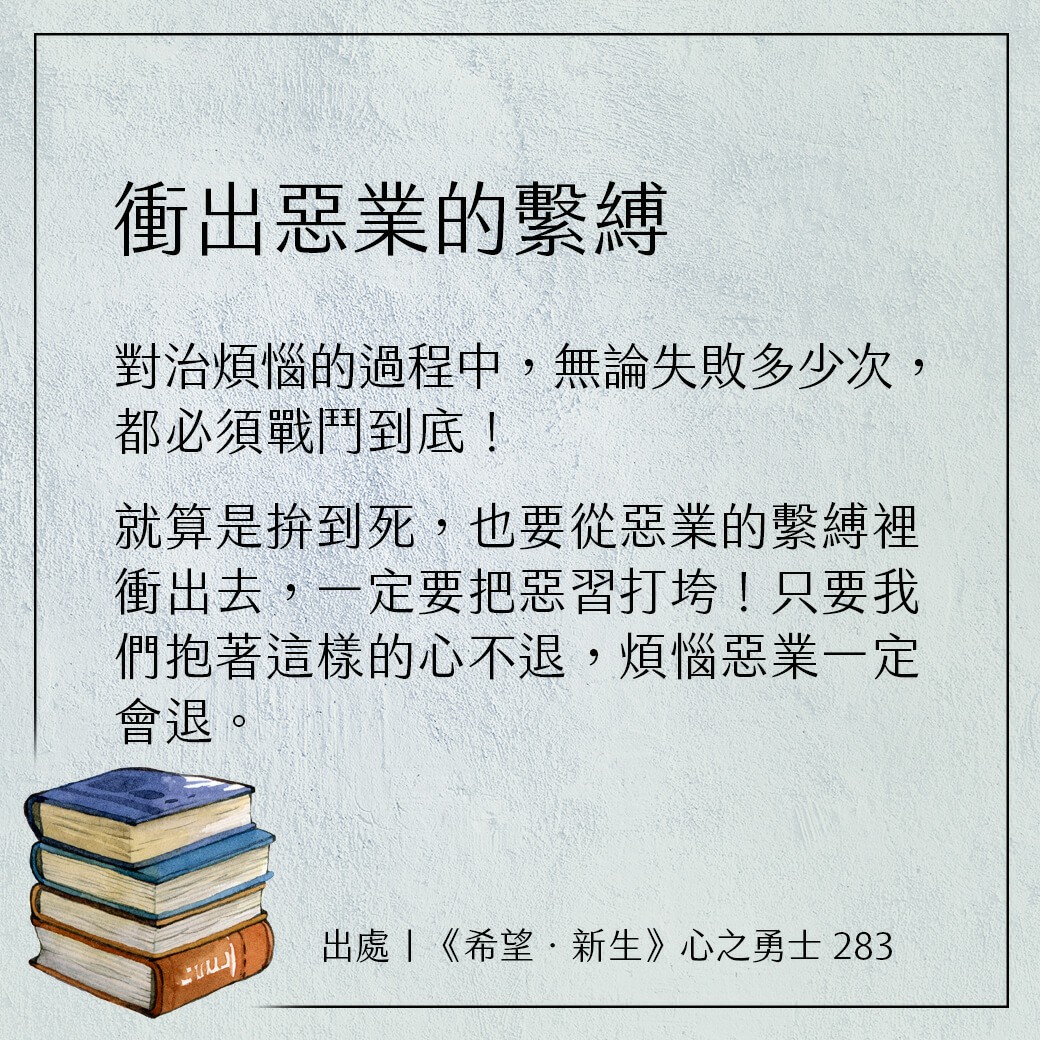 衝出惡業的繫縛
對治煩惱的過程中，無論失敗多少次，
都必須戰鬥到底！
就算是拚到死，也要從惡業的繫縛裡
衝出去，一定要把惡習打垮！只要我
們抱著這樣的心不退，煩惱惡業一定
會退。
出處｜《希望．新生》心之勇士 283